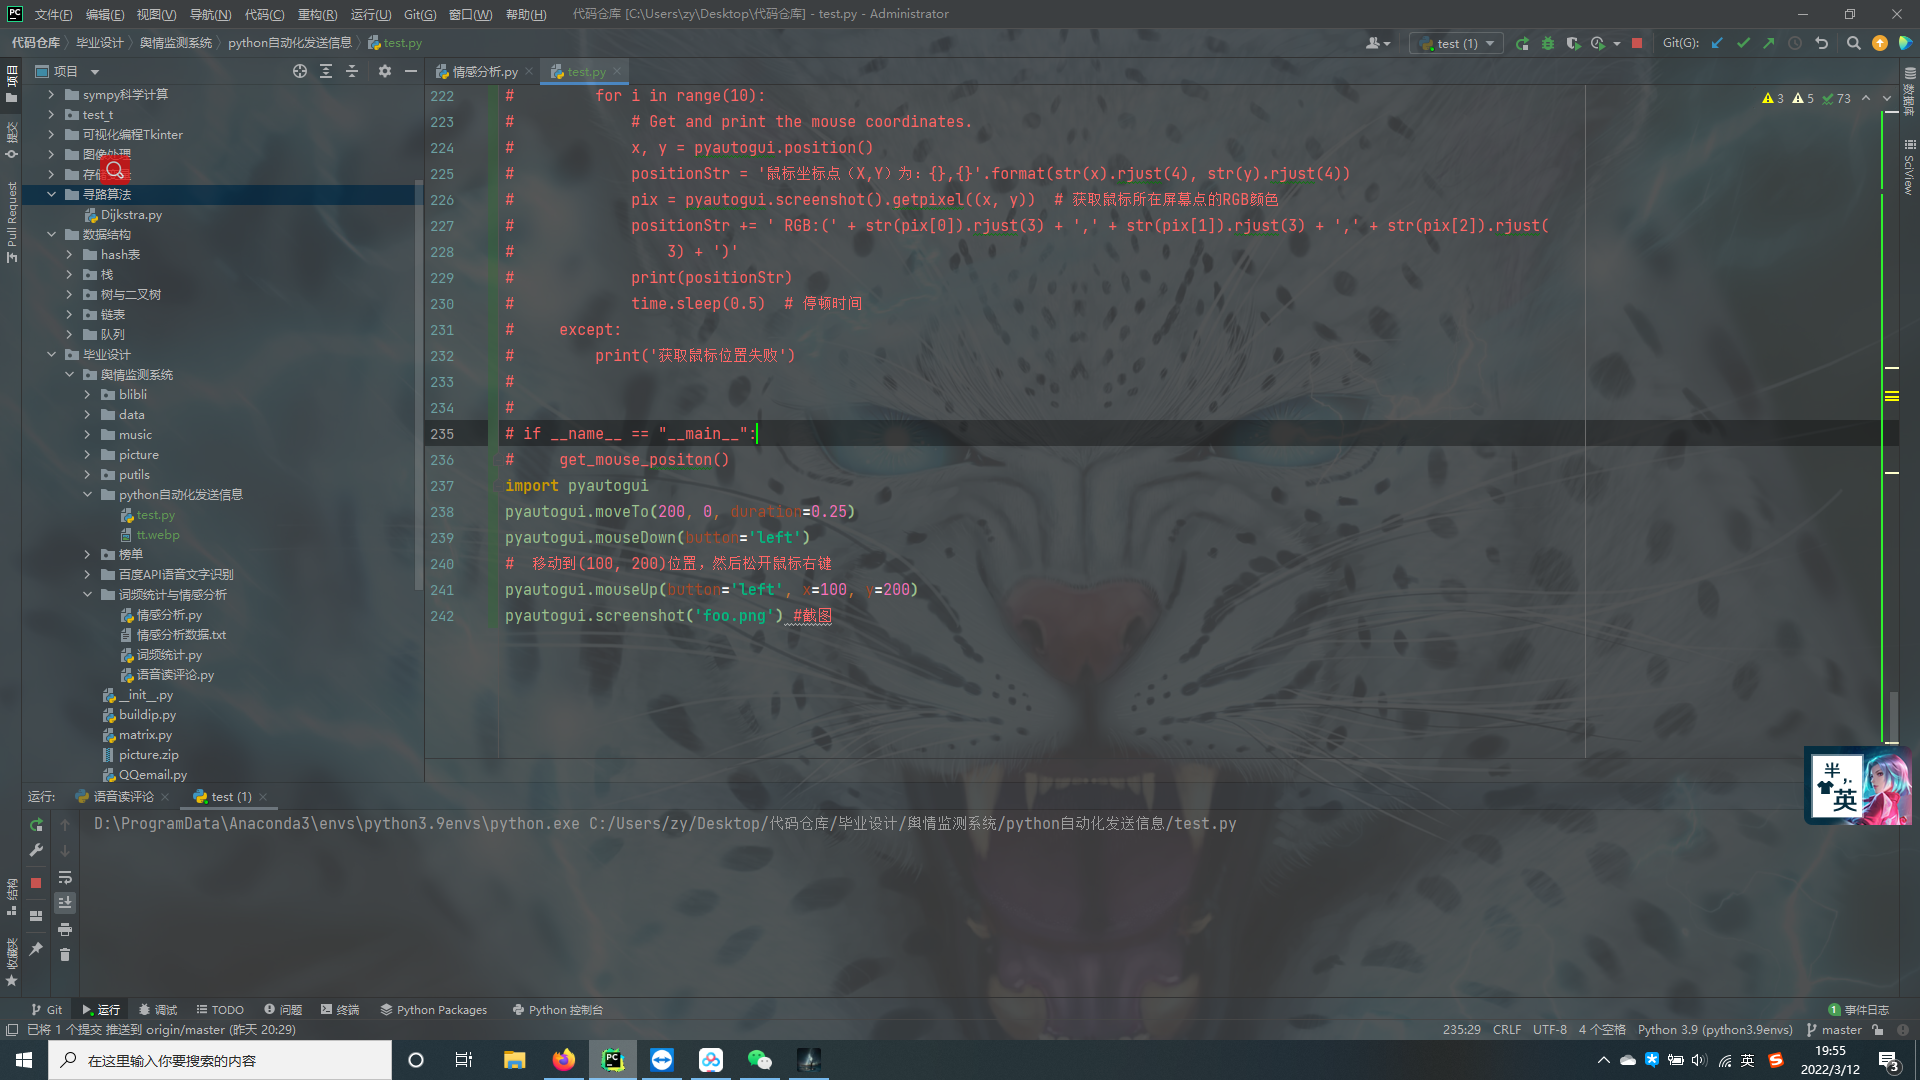 文件(F) 编辑(E) 视图(V) 导航(N) 代码(C) 重构(R) 运行(U) Git(G) 窗口(W) 帮助(H) 代码仓库 [C:\Users\zy\Desktop\代码仓库] - test.py - Administrator
代码仓库 毕业设计 舆情监测系统 python自动化发送信息 test.py test (1) Git(G):
项目 情感分析.py test.py
sympy科学计算
test_t
可视化编程Tkinter
图像处理
寻路算法
Dijkstra.py
数据结构
hash表
栈
树与二叉树
链表
队列
毕业设计
舆情监测系统
blibli
data
music
picture
putils
python自动化发送信息
test.py
tt.webp
榜单
百度API语音文字识别
词频统计与情感分析
情感分析.py
情感分析数据.txt
词频统计.py
语音读评论.py
__init__.py
buildip.py
matrix.py
picture.zip
QQemail.py
项目
提交
Pull Request
结构
收藏夹
数据库
SciView
3 5 73
222 #         for i in range(10):
223 #             # Get and print the mouse coordinates.
224 #             x, y = pyautogui.position()
225 #             positionStr = '鼠标坐标点（X,Y）为：{},{}'.format(str(x).rjust(4), str(y).rjust(4))
226 #             pix = pyautogui.screenshot().getpixel((x, y))  # 获取鼠标所在屏幕点的RGB颜色
227 #             positionStr += ' RGB:(' + str(pix[0]).rjust(3) + ',' + str(pix[1]).rjust(3) + ',' + str(pix[2]).rjust(
228 #                 3) + ')'
229 #             print(positionStr)
230 #             time.sleep(0.5)  # 停顿时间
231 #     except:
232 #         print('获取鼠标位置失败')
233 #
234 #
235 # if __name__ == "__main__":
236 #     get_mouse_positon()
237 import pyautogui
238 pyautogui.moveTo(200, 0, duration=0.25)
239 pyautogui.mouseDown(button='left')
240 #  移动到(100, 200)位置，然后松开鼠标右键
241 pyautogui.mouseUp(button='left', x=100, y=200)
242 pyautogui.screenshot('foo.png') #截图
半
英
运行: 语音读评论 test (1)
D:\ProgramData\Anaconda3\envs\python3.9envs\python.exe C:/Users/zy/Desktop/代码仓库/毕业设计/舆情监测系统/python自动化发送信息/test.py
Git 运行 调试 TODO 问题 终端 Python Packages Python 控制台 1 事件日志
已将 1 个提交 推送到 origin/master (昨天 20:29) 235:29 CRLF UTF-8 4 个空格 Python 3.9 (python3.9envs) master
在这里输入你要搜索的内容 英 19:55
2022/3/12 3